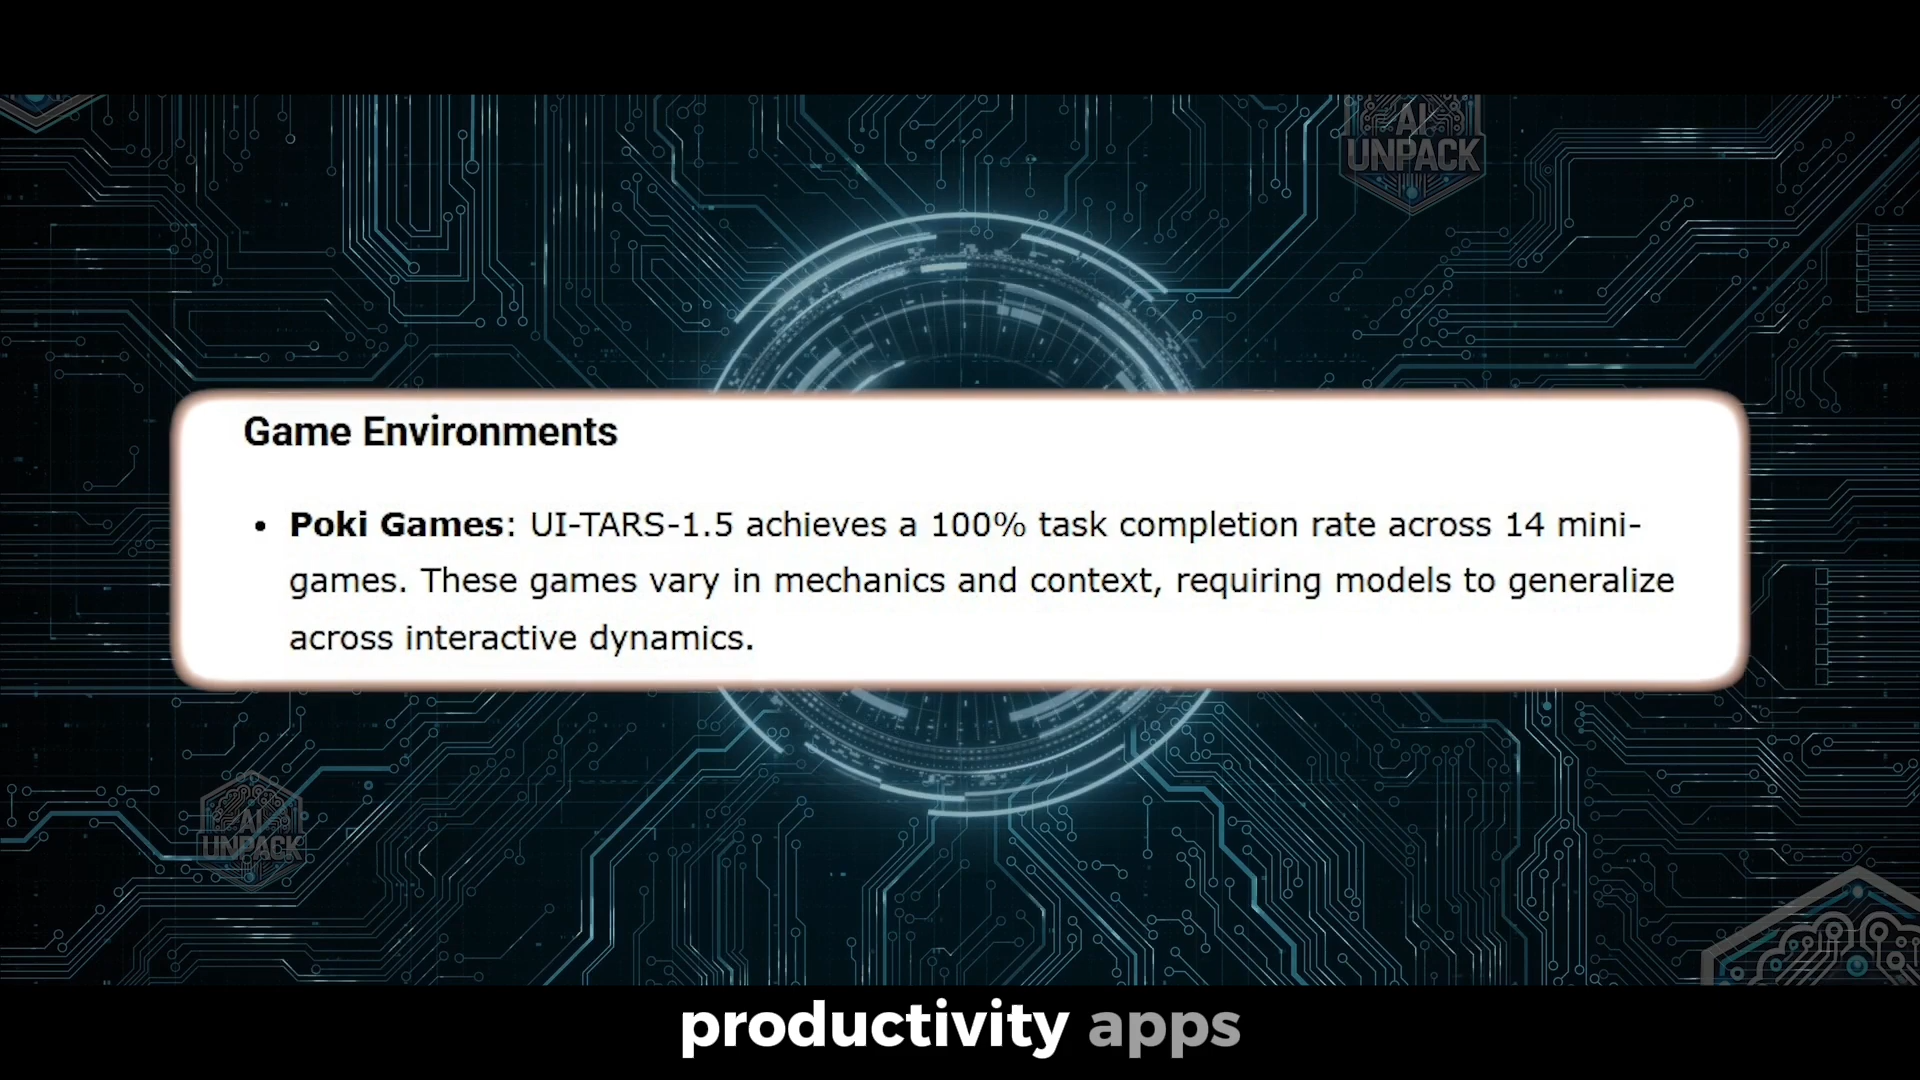 AI
UNPACK
Game Environments
• Poki Games: UI-TARS-1.5 achieves a 100% task completion rate across 14 mini-
games. These games vary in mechanics and context, requiring models to generalize
across interactive dynamics.
AI
UNPACK
productivity apps